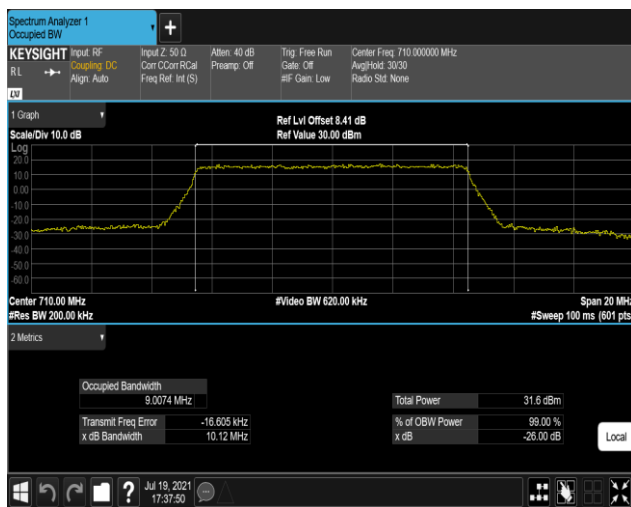 Spectrum Analyzer 1
Occupied BW
KEYSIGHT Input: RF Input Z: 50 Ω Atten: 40 dB Trig: Free Run Center Freq: 710.000000 MHz
RL Coupling: DC Corr CCorr RCal Preamp: Off Gate: Off Avg|Hold: 30/30
Align: Auto Freq Ref: Int (S) #IF Gain: Low Radio Std: None
LXI
1 Graph Ref Lvl Offset 8.41 dB
Scale/Div 10.0 dB Ref Value 30.00 dBm
Log
20.0
10.0
0.00
-10.0
-20.0
-30.0
-40.0
-50.0
-60.0
Center 710.00 MHz #Video BW 620.00 kHz Span 20 MHz
#Res BW 200.00 kHz #Sweep 100 ms (601 pts
2 Metrics
Occupied Bandwidth
9.0074 MHz Total Power 31.6 dBm
Transmit Freq Error -16.605 kHz % of OBW Power 99.00 %
x dB Bandwidth 10.12 MHz x dB -26.00 dB
Local
? Jul 19, 2021
17:37:50